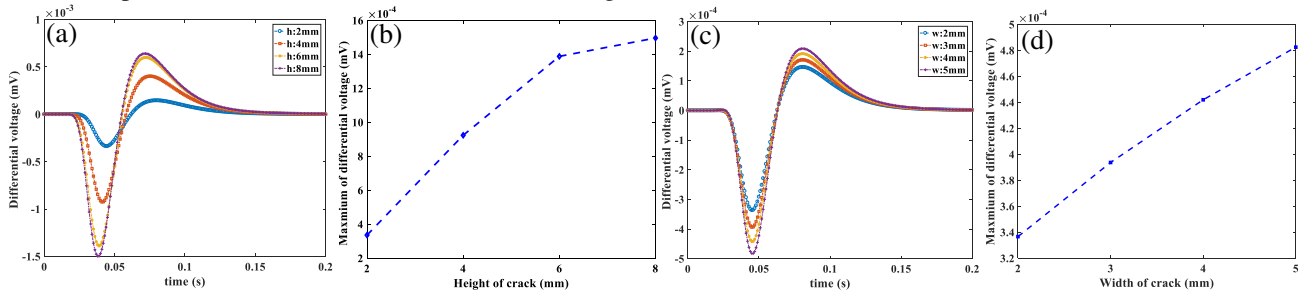 (a)
1
×10⁻³
h:2mm
h:4mm
h:6mm
h:8mm
0.5
0
-0.5
-1
-1.5
Differential voltage (mV)
0
0.05
0.1
0.15
0.2
time (s)
(b)
16
×10⁻⁴
14
12
10
8
6
4
2
Maxmium of differential voltage (mV)
2
4
6
8
Height of crack (mm)
(c)
3
×10⁻⁴
w:2mm
w:3mm
w:4mm
w:5mm
2
1
0
-1
-2
-3
-4
-5
Differential voltage (mV)
0
0.05
0.1
0.15
0.2
time (s)
(d)
5
×10⁻⁴
4.8
4.6
4.4
4.2
4
3.8
3.6
3.4
3.2
Maxmium of differential voltage (mV)
2
3
4
5
Width of crack (mm)